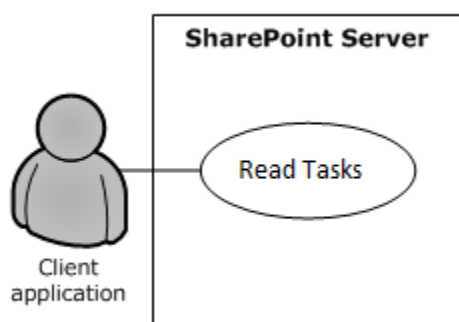 SharePoint Server
Read Tasks
Client
application